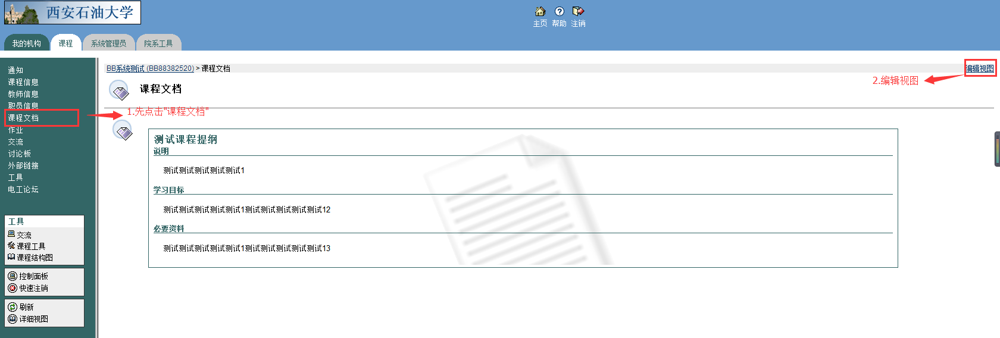 西安石油大学
主页 帮助 注销
我的机构 课程 系统管理员 院系工具
BB系统测试 (BB88382520) > 课程文档
编辑视图
2.编辑视图
课程文档
1.先点击"课程文档"
通知
课程信息
教师信息
职员信息
课程文档
作业
交流
讨论板
外部链接
工具
电工论坛
工具
交流
课程工具
课程结构图
控制面板
快速注销
刷新
详细视图
测试课程提纲
说明
测试测试测试测试测试1
学习目标
测试测试测试测试测试1测试测试测试测试测试12
必要资料
测试测试测试测试测试1测试测试测试测试测试13